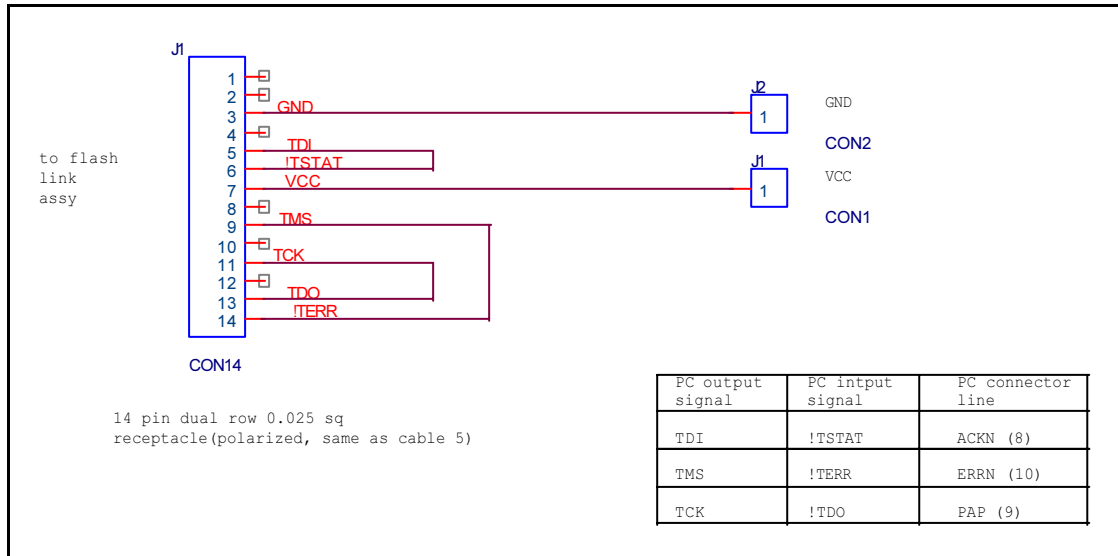 J1
1
2
3
GND
4
5
TDI
6
!TSTAT
7
VCC
8
9
TMS
10
11
TCK
12
13
TDO
14
!TERR
CON14
to flash
link
assy
J2
1
GND
CON2
J1
1
VCC
CON1
14 pin dual row 0.025 sq
receptacle(polarized, same as cable 5)
PC output signal
PC intput signal
PC connector line
TDI !TSTAT ACKN (8)
TMS !TERR ERRN (10)
TCK !TDO PAP (9)